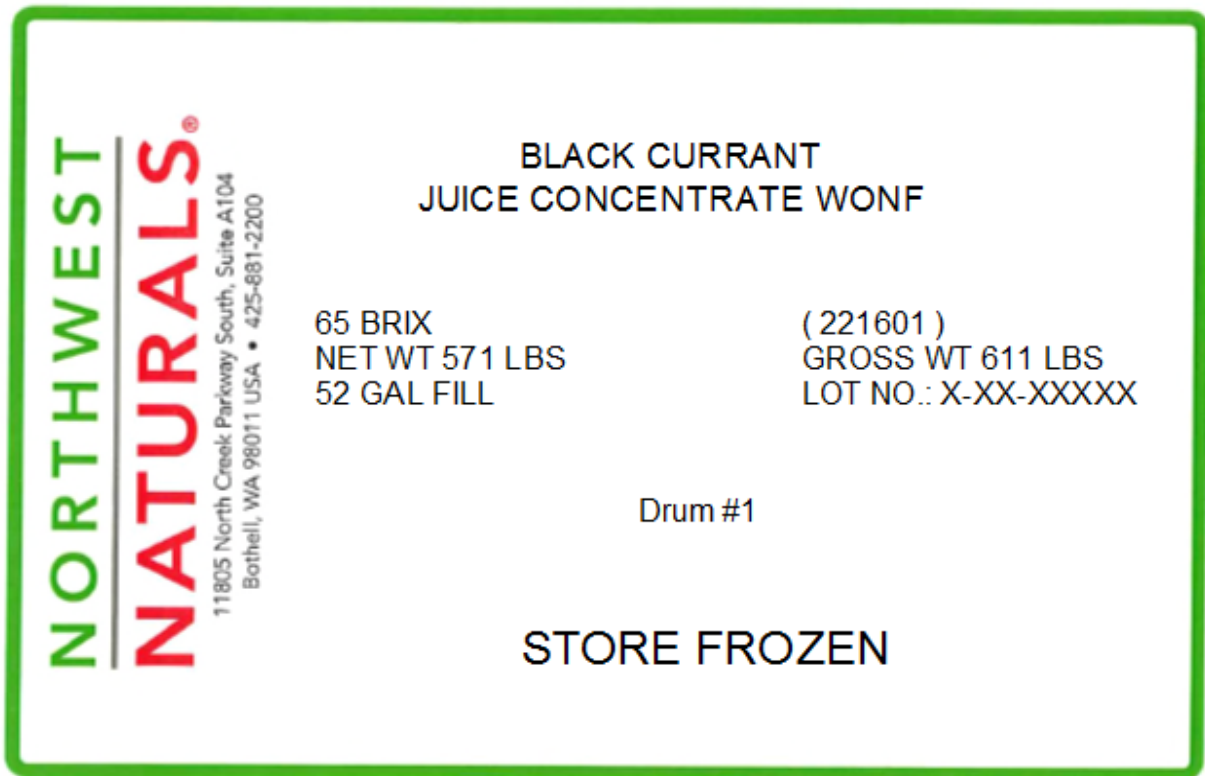 NORTHWEST
NATURALS®
11805 North Creek Parkway South, Suite A104
Bothell, WA 98011 USA • 425-881-2200
BLACK CURRANT
JUICE CONCENTRATE WONF
65 BRIX
NET WT 571 LBS
52 GAL FILL
( 221601 )
GROSS WT 611 LBS
LOT NO.: X-XX-XXXXX
Drum #1
STORE FROZEN